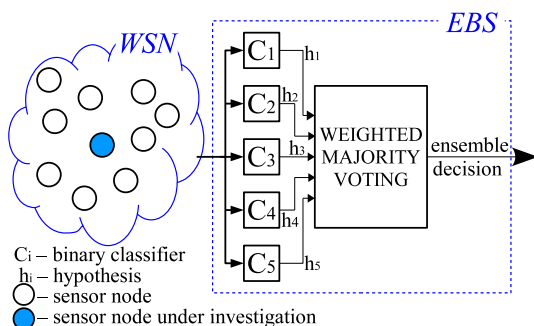 WSN
EBS
C1
h1
C2
h2
C3
h3
C4
h4
C5
h5
WEIGHTED
MAJORITY
VOTING
ensemble
decision
Ci – binary classifier
hi – hypothesis
– sensor node
– sensor node under investigation